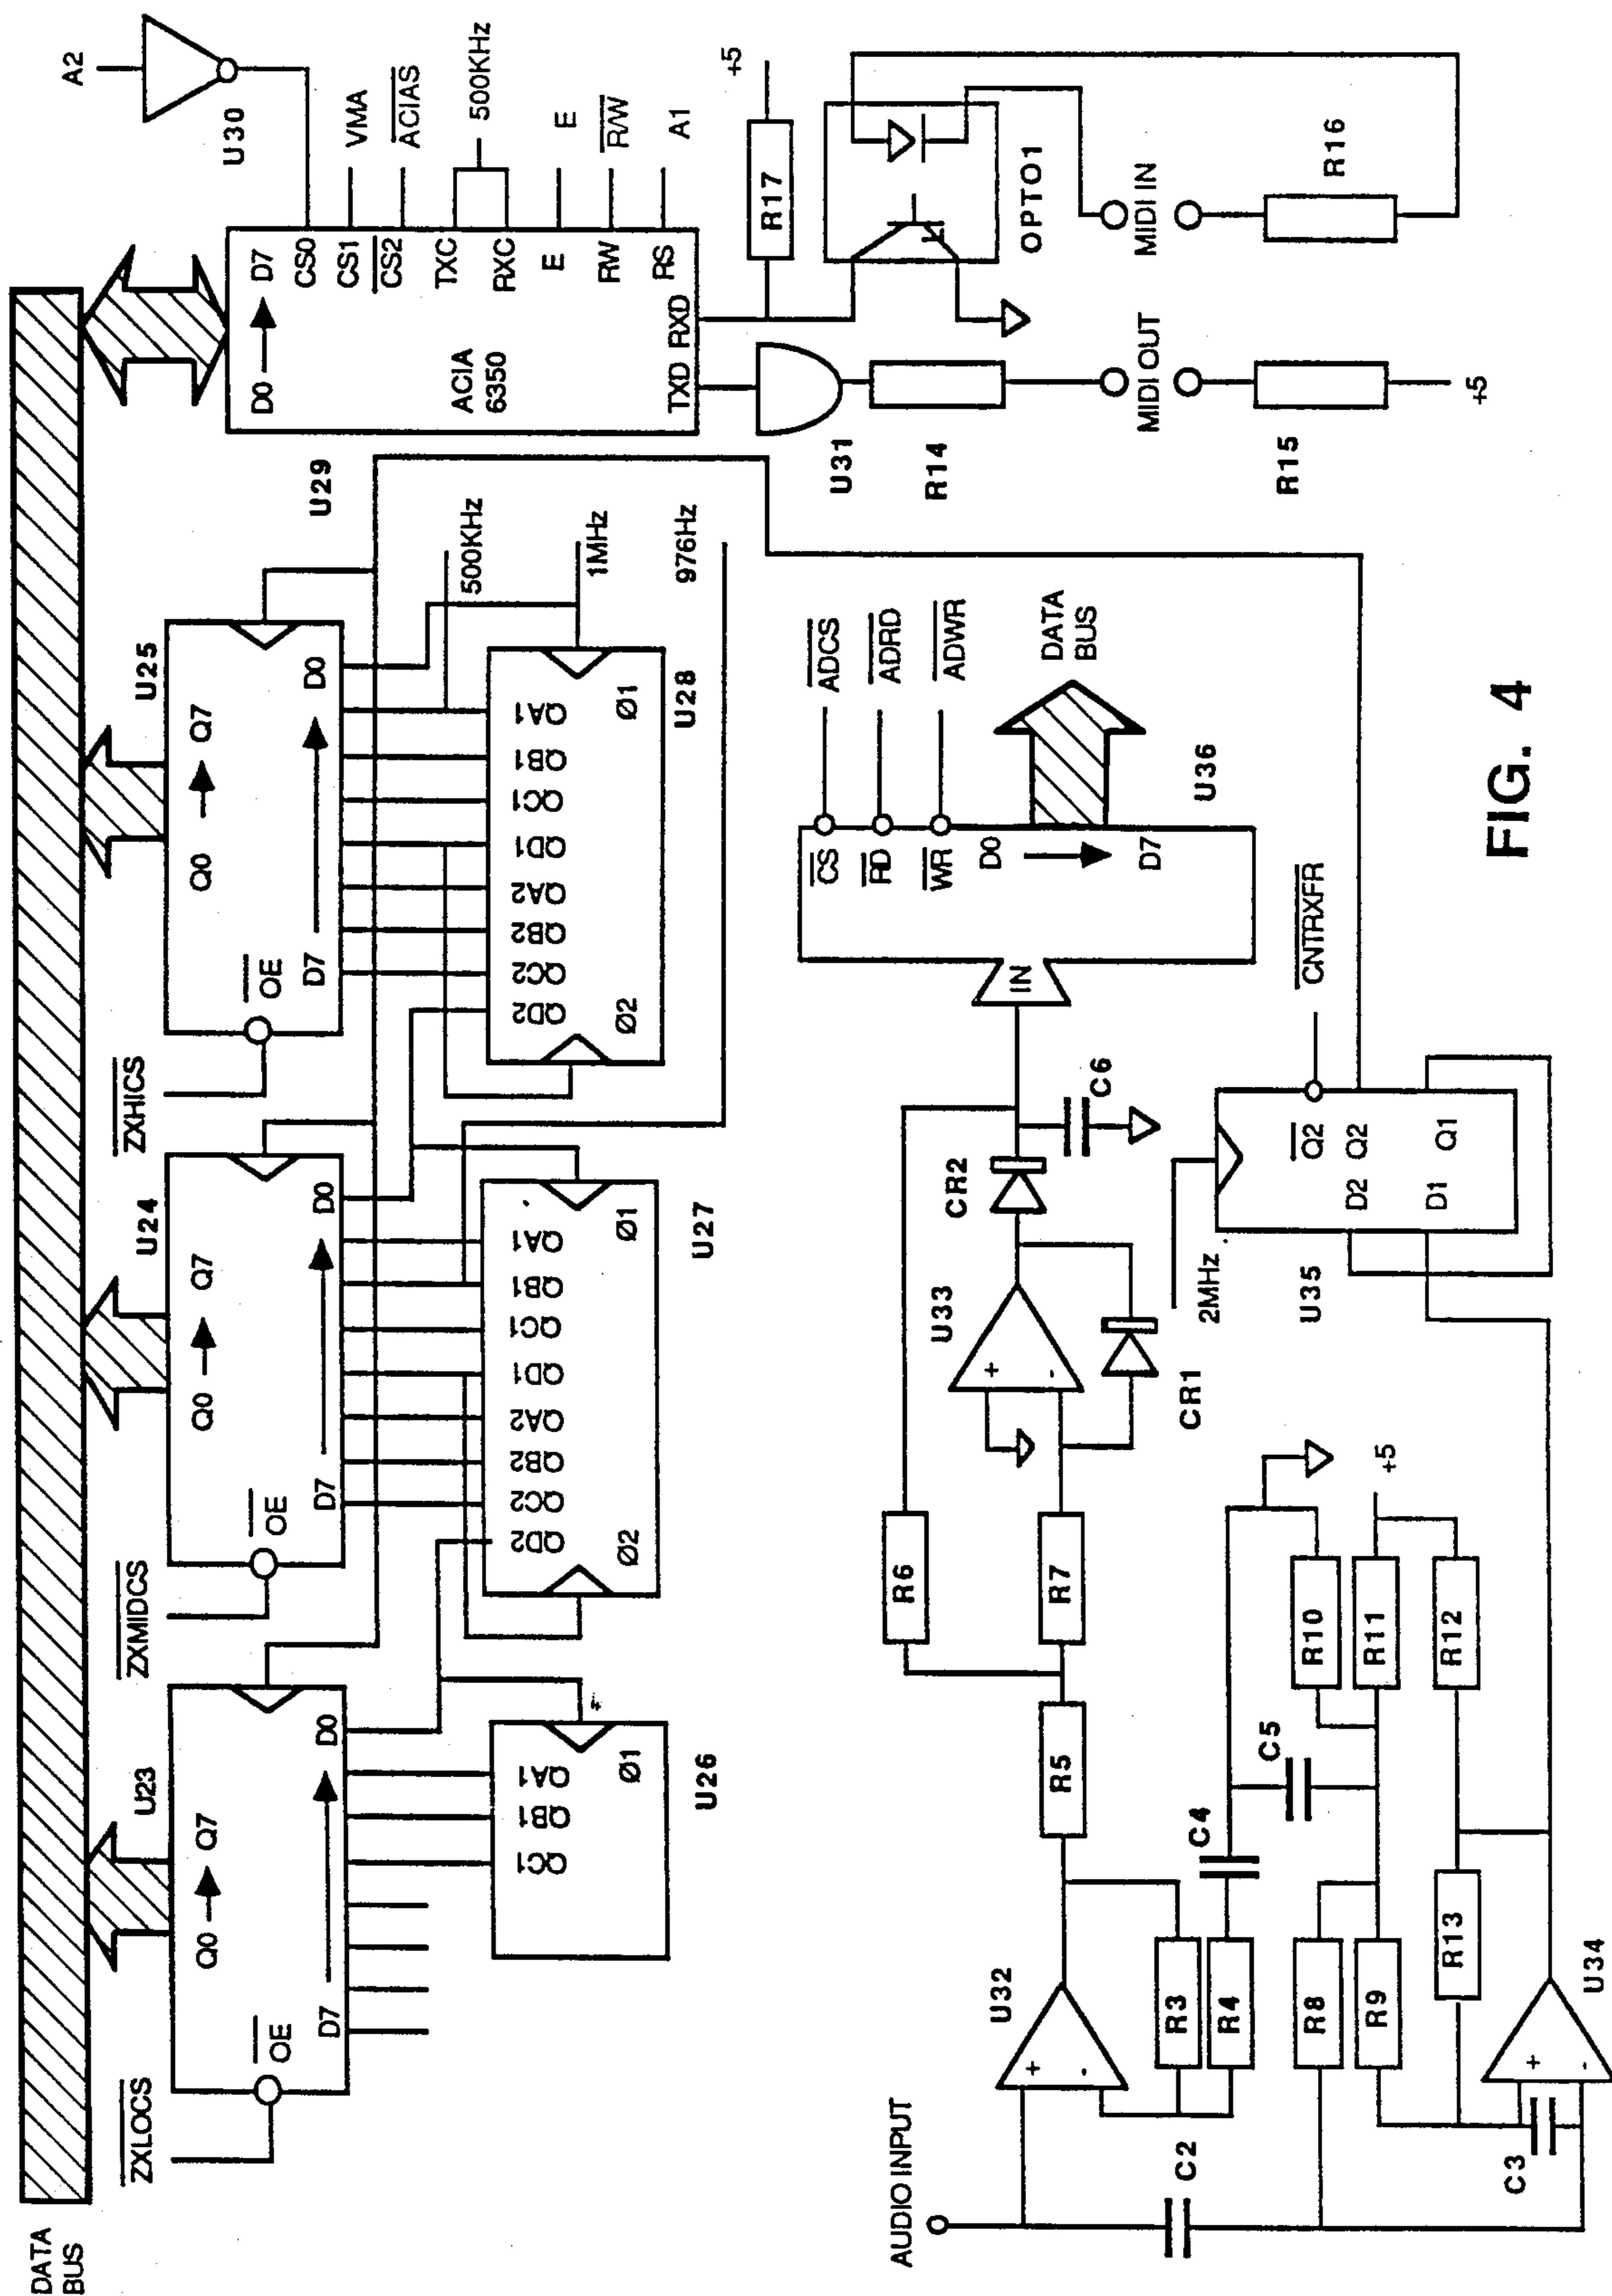 DATA
BUS
ZXLOCS
ZXMIDCS
ZXHICS
U23
Q0 Q7
OE
D7 D0
U24
Q0 Q7
OE
D7 D0
U25
Q0 Q7
OE
D7 D0
QC1 QB1 QA1
Ø1
U26
QD2 QC2 QB2 QA2 QD1 QC1 QB1 QA1
Ø2 Ø1
U27
QD2 QC2 QB2 QA2 QD1 QC1 QB1 QA1
Ø2 Ø1
U28
500KHz
1MHz
976Hz
U29
D0 D7
ACIA
6350
CS0
CS1
CS2
TXC
RXC
E
RW
RS
TXD RXD
A2
U30
VMA
ACIAS
500KHz
E
R/W
A1
R17
+5
OPTO1
U31
R14
MIDI OUT
R15
+5
MIDI IN
R16
AUDIO INPUT
C2
U32
+
-
R3
R4
C4
R5
R6
R7
U33
+
-
CR1
CR2
C6
IN
CS
RD
WR
D0
D7
ADCS
ADRD
ADWR
DATA
BUS
U36
R8
R9
C5
R10
R11
+5
R12
R13
C3
+
-
U34
2MHz
U35
D2 Q2
Q2
D1 Q1
CNTRXFR
FIG. 4